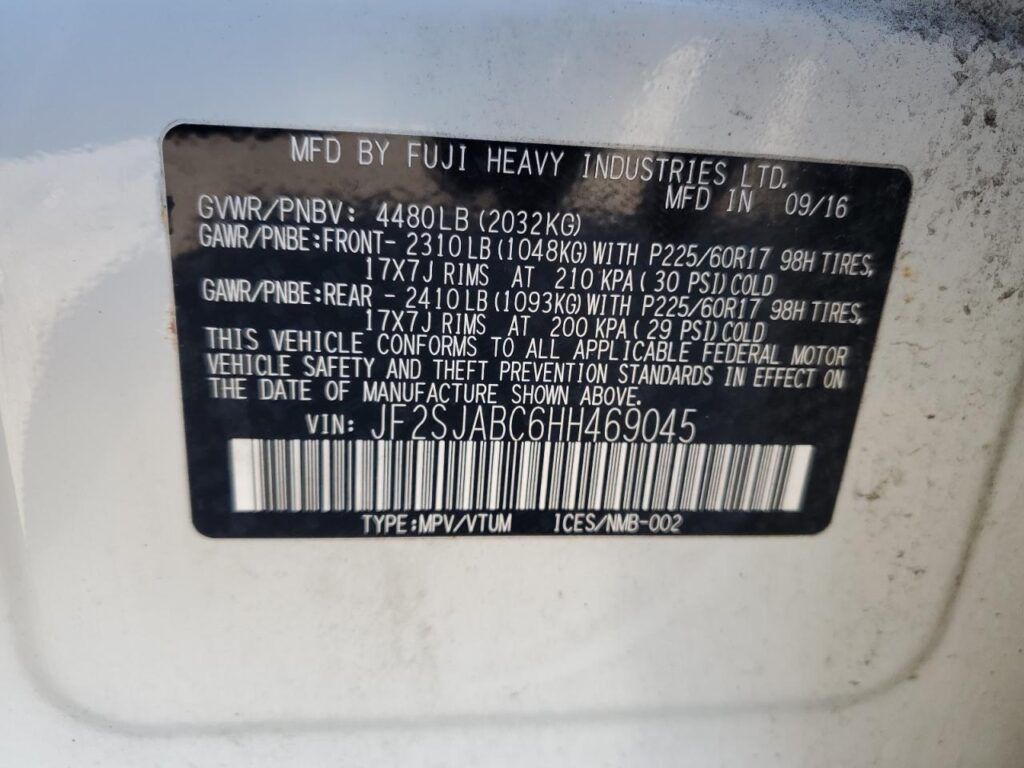 MFD BY FUJI HEAVY INDUSTRIES LTD.
MFD IN 09/16
GVWR/PNBV: 4480LB (2032KG)
GAWR/PNBE:FRONT- 2310LB (1048KG) WITH P225/60R17 98H TIRES,
17X7J RIMS AT 210 KPA (30 PSI) COLD
GAWR/PNBE:REAR - 2410LB (1093KG) WITH P225/60R17 98H TIRES,
17X7J RIMS AT 200 KPA (29 PSI) COLD
THIS VEHICLE CONFORMS TO ALL APPLICABLE FEDERAL MOTOR
VEHICLE SAFETY AND THEFT PREVENTION STANDARDS IN EFFECT ON
THE DATE OF MANUFACTURE SHOWN ABOVE.
VIN: JF2SJABC6HH469045
TYPE:MPV/VTUM ICES/NMB-002